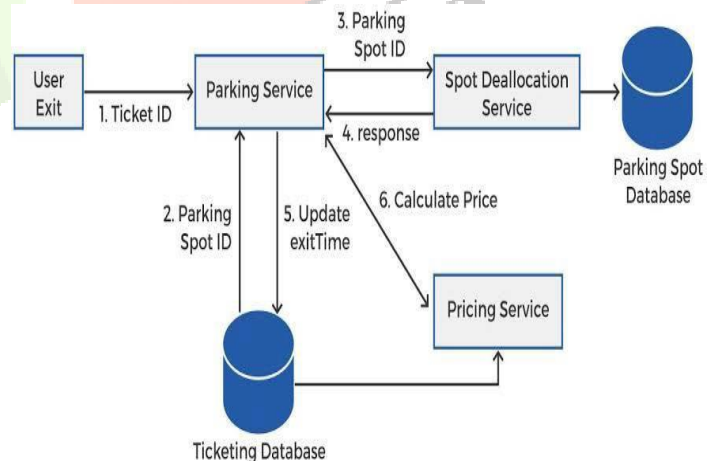 3. Parking
Spot ID
User
Exit
1. Ticket ID
Parking Service
Spot Deallocation
Service
4. response
Parking Spot
Database
2. Parking
Spot ID
5. Update
exitTime
6. Calculate Price
Pricing Service
Ticketing Database